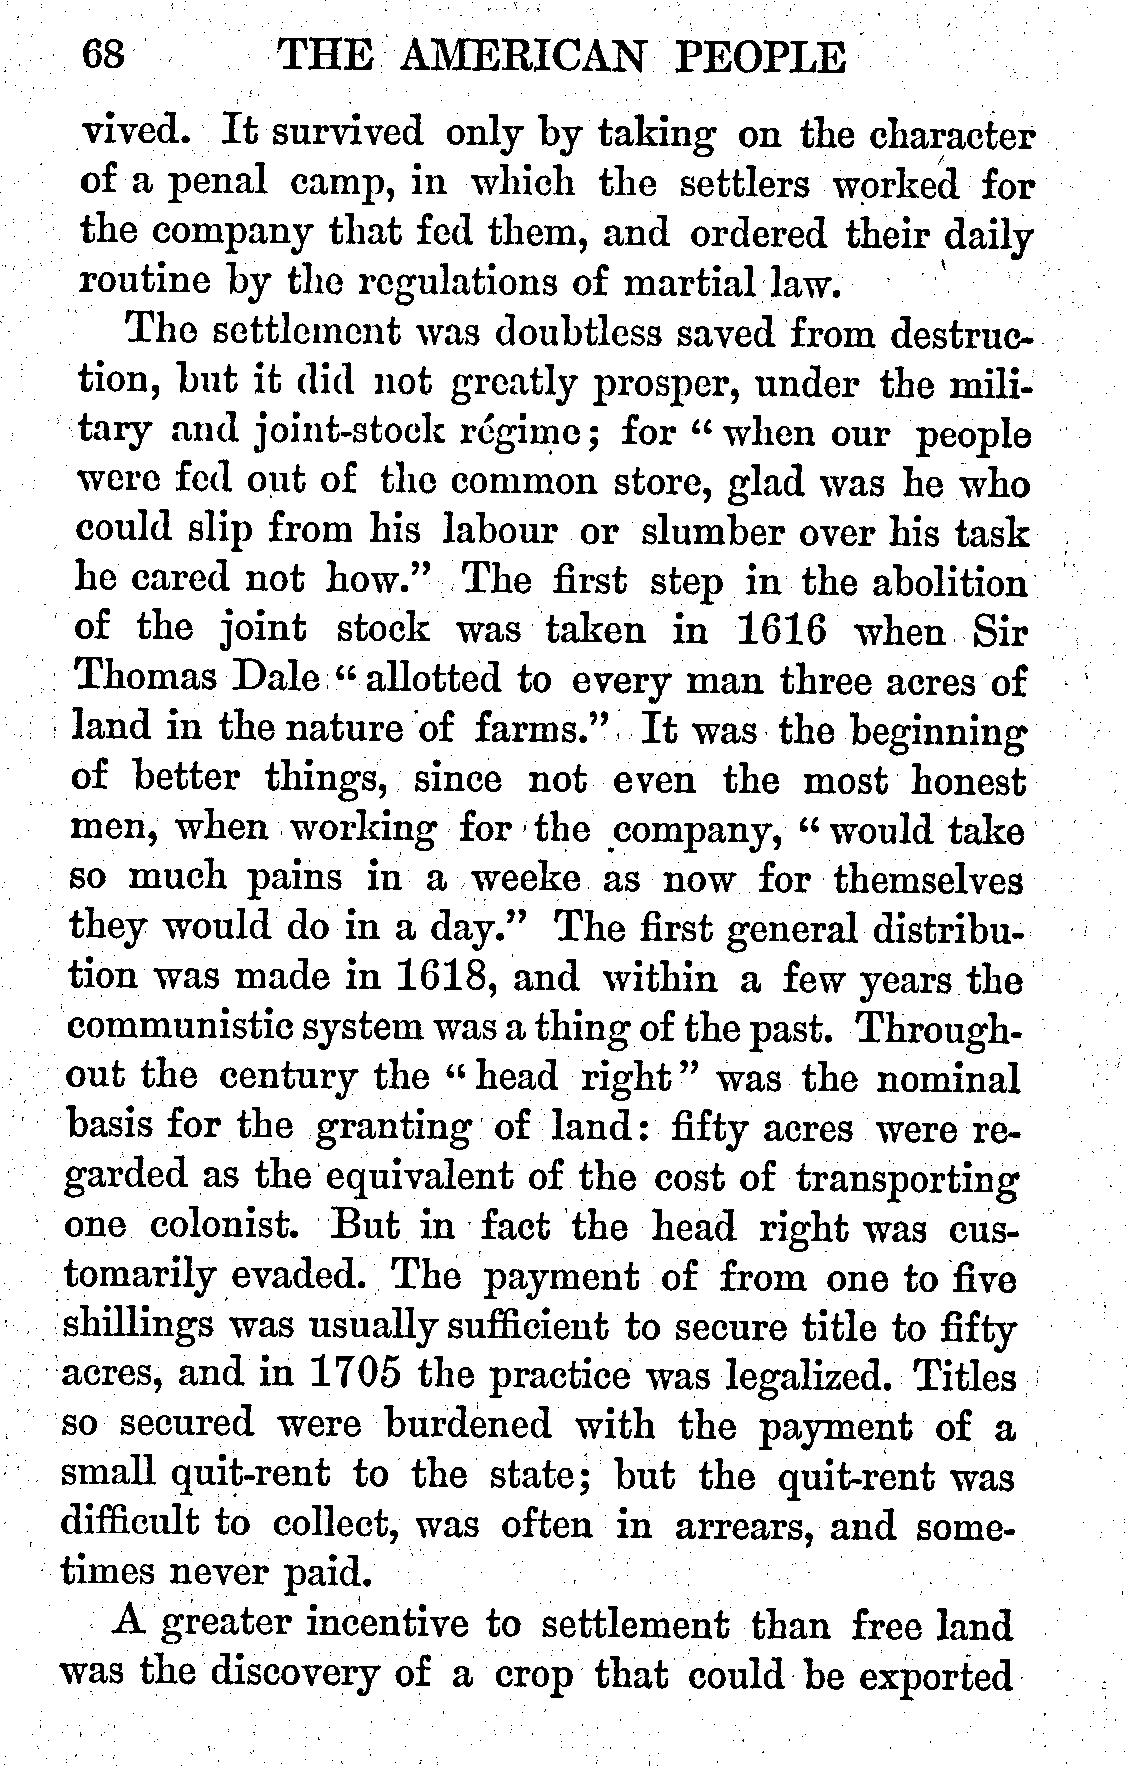 68 THE AMERICAN PEOPLE
vived. It survived only by taking on the character
of a penal camp, in which the settlers worked for
the company that fed them, and ordered their daily
routine by the regulations of martial law.
The settlement was doubtless saved from destruc-
tion, but it did not greatly prosper, under the mili-
tary and joint-stock régime; for “ when our people
were fed out of the common store, glad was he who
could slip from his labour or slumber over his task
he cared not how.” The first step in the abolition
of the joint stock was taken in 1616 when Sir
Thomas Dale “ allotted to every man three acres of
land in the nature of farms.” It was the beginning
of better things, since not even the most honest
men, when working for the company, “ would take
so much pains in a weeke as now for themselves
they would do in a day.” The first general distribu-
tion was made in 1618, and within a few years the
communistic system was a thing of the past. Through-
out the century the “ head right ” was the nominal
basis for the granting of land: fifty acres were re-
garded as the equivalent of the cost of transporting
one colonist. But in fact the head right was cus-
tomarily evaded. The payment of from one to five
shillings was usually sufficient to secure title to fifty
acres, and in 1705 the practice was legalized. Titles
so secured were burdened with the payment of a
small quit-rent to the state; but the quit-rent was
difficult to collect, was often in arrears, and some-
times never paid.
A greater incentive to settlement than free land
was the discovery of a crop that could be exported